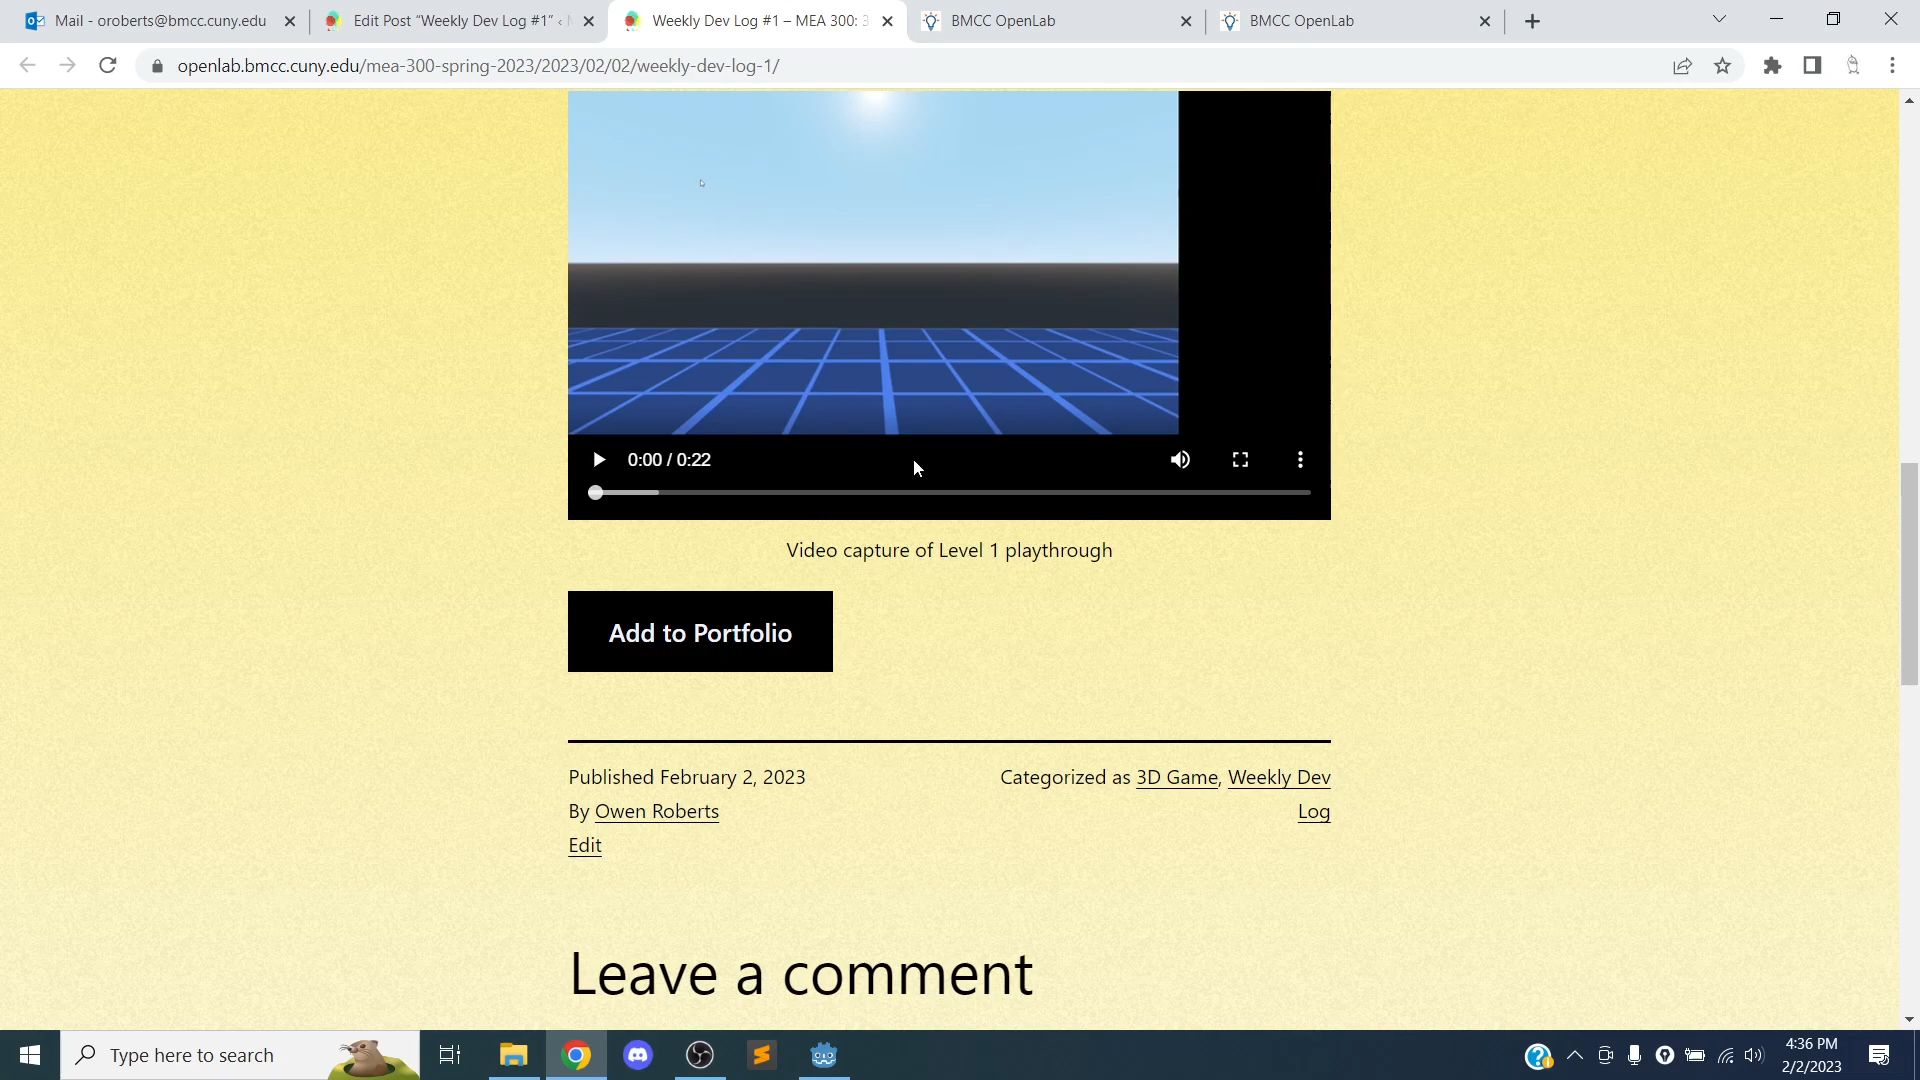 Mail - oroberts@bmcc.cuny.edu
Edit Post “Weekly Dev Log #1” ‹
Weekly Dev Log #1 – MEA 300:
BMCC OpenLab
BMCC OpenLab
openlab.bmcc.cuny.edu/mea-300-spring-2023/2023/02/02/weekly-dev-log-1/
0:00 / 0:22
Video capture of Level 1 playthrough
Add to Portfolio
Published February 2, 2023
By Owen Roberts
Edit
Categorized as 3D Game, Weekly Dev
Log
Leave a comment
Type here to search
4:36 PM
2/2/2023